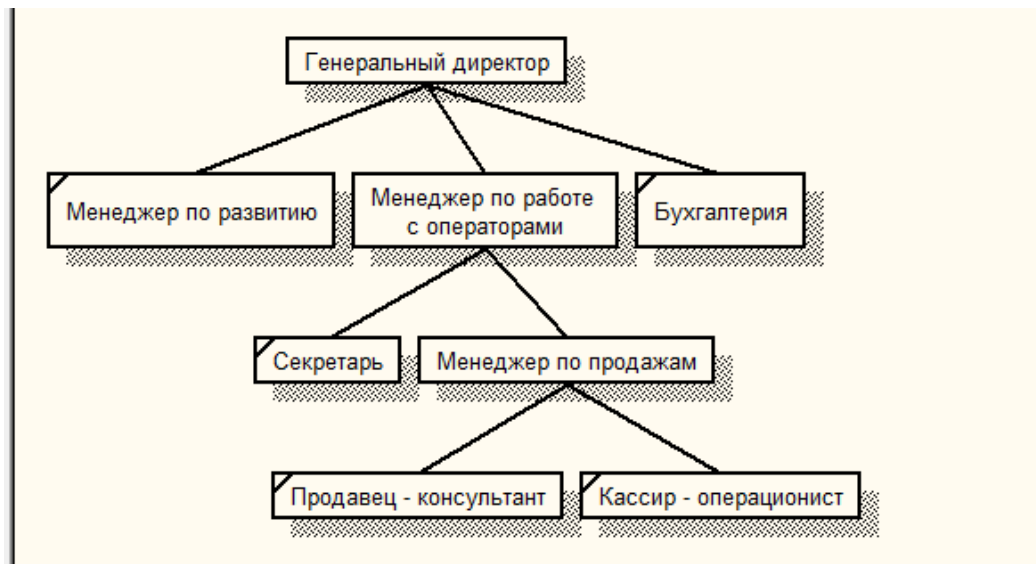 Генеральный директор
Менеджер по развитию
Менеджер по работе
с операторами
Бухгалтерия
Секретарь
Менеджер по продажам
Продавец - консультант
Кассир - операционист